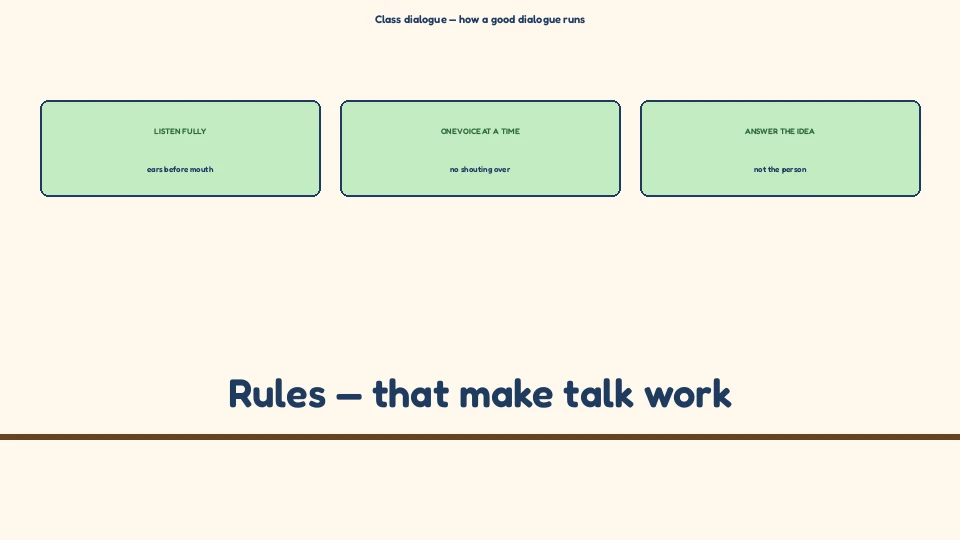 Class dialogue — how a good dialogue runs
LISTEN FULLY
ears before mouth
ONE VOICE AT A TIME
no shouting over
ANSWER THE IDEA
not the person
Rules — that make talk work